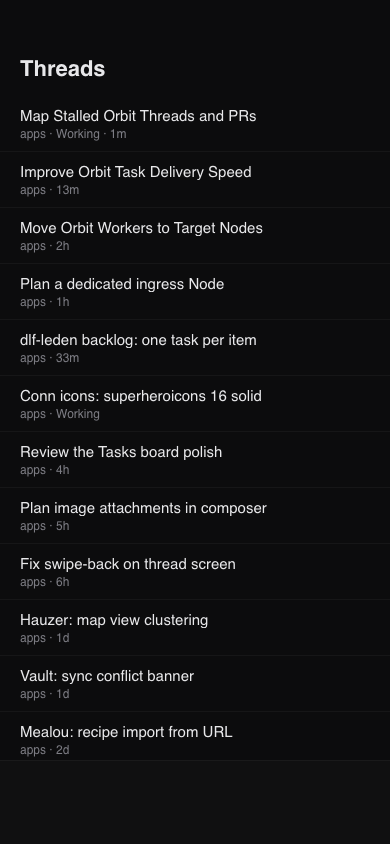 Threads
Map Stalled Orbit Threads and PRs
apps · Working · 1m
Improve Orbit Task Delivery Speed
apps · 13m
Move Orbit Workers to Target Nodes
apps · 2h
Plan a dedicated ingress Node
apps · 1h
dlf-leden backlog: one task per item
apps · 33m
Conn icons: superheroicons 16 solid
apps · Working
Review the Tasks board polish
apps · 4h
Plan image attachments in composer
apps · 5h
Fix swipe-back on thread screen
apps · 6h
Hauzer: map view clustering
apps · 1d
Vault: sync conflict banner
apps · 1d
Mealou: recipe import from URL
apps · 2d